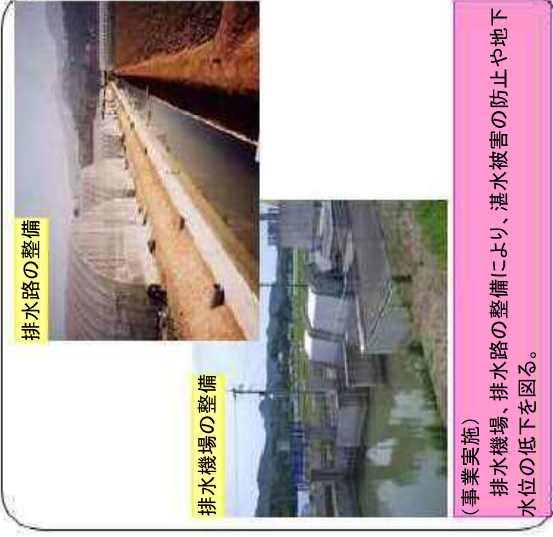 排水路の整備
排水機場の整備
(事業実施)
排水機場、排水路の整備により、湛水被害の防止や地下
水位の低下を図る。